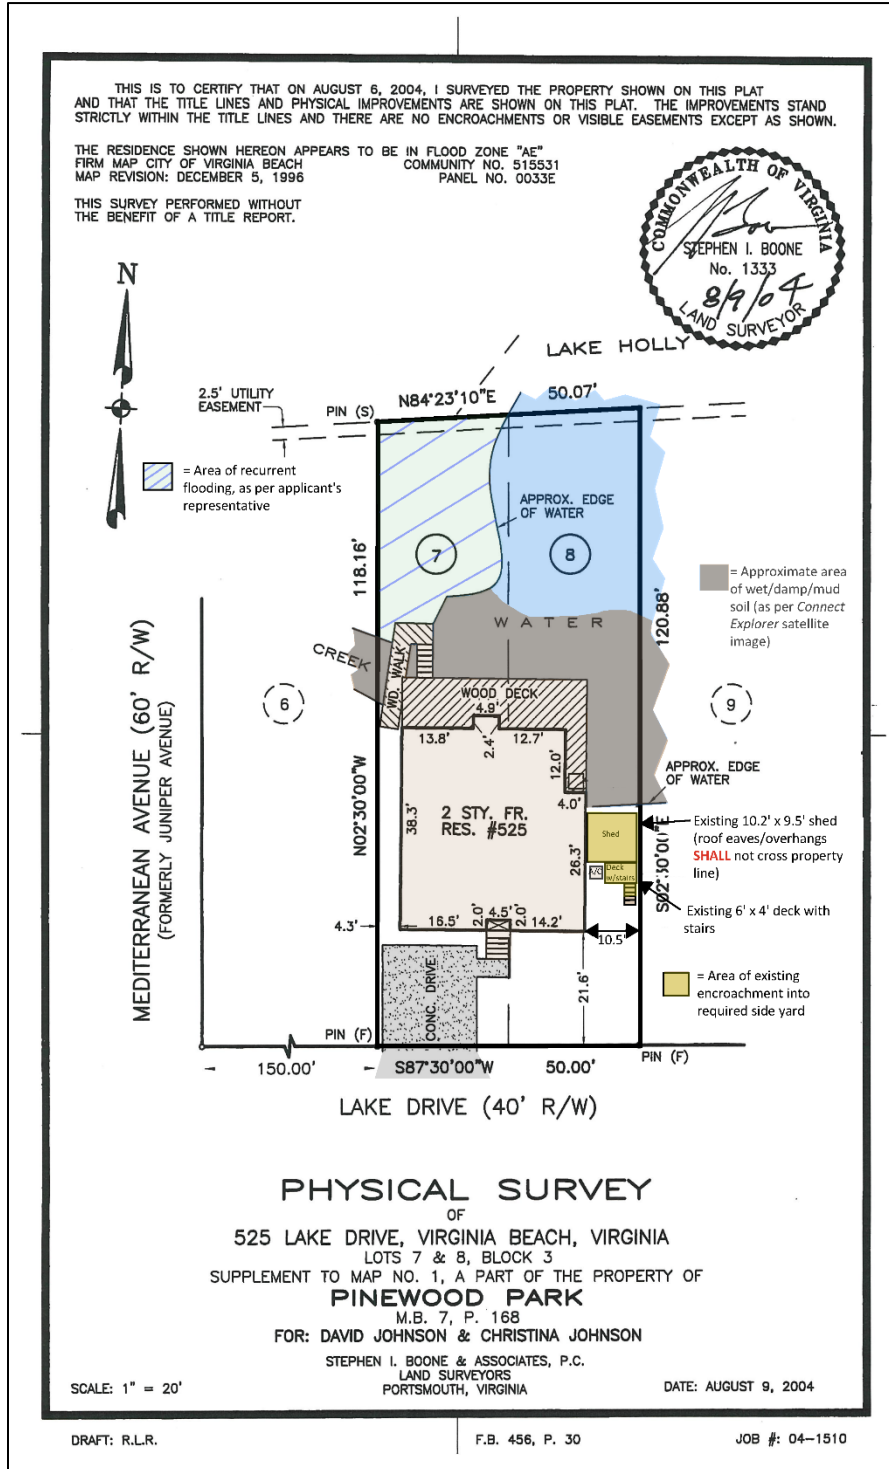 THIS IS TO CERTIFY THAT ON AUGUST 6, 2004, I SURVEYED THE PROPERTY SHOWN ON THIS PLAT
AND THAT THE TITLE LINES AND PHYSICAL IMPROVEMENTS ARE SHOWN ON THIS PLAT. THE IMPROVEMENTS STAND
STRICTLY WITHIN THE TITLE LINES AND THERE ARE NO ENCROACHMENTS OR VISIBLE EASEMENTS EXCEPT AS SHOWN.
THE RESIDENCE SHOWN HEREON APPEARS TO BE IN FLOOD ZONE "AE"
FIRM MAP CITY OF VIRGINIA BEACH COMMUNITY NO. 515531
MAP REVISION: DECEMBER 5, 1996 PANEL NO. 0033E
THIS SURVEY PERFORMED WITHOUT
THE BENEFIT OF A TITLE REPORT.
COMMONWEALTH OF VIRGINIA
STEPHEN I. BOONE
No. 1333
8/9/04
LAND SURVEYOR
N
LAKE HOLLY
2.5' UTILITY
EASEMENT
PIN (S)
N84°23'10"E 50.07'
= Area of recurrent
flooding, as per applicant's
representative
APPROX. EDGE
OF WATER
7
8
118.16'
120.88'
= Approximate area
of wet/damp/mud
soil (as per Connect
Explorer satellite
image)
WATER
CREEK
WD. WALK
WOOD DECK
6
9
4.9'
13.8'
2.4'
12.7'
12.0'
4.0'
APPROX. EDGE
OF WATER
MEDITERRANEAN AVENUE (60' R/W)
(FORMERLY JUNIPER AVENUE)
N02°30'00"W
38.3'
2 STY. FR.
RES. #525
26.3'
Shed
A/C
Deck
w/stairs
S02°30'00"E
Existing 10.2' x 9.5' shed
(roof eaves/overhangs
SHALL not cross property
line)
Existing 6' x 4' deck with
stairs
4.3'
16.5'
2.0'
4.5'
2.0'
14.2'
10.5'
21.6'
CONC. DRIVE
= Area of existing
encroachment into
required side yard
PIN (F)
PIN (F)
150.00'
S87°30'00"W 50.00'
LAKE DRIVE (40' R/W)
PHYSICAL SURVEY
OF
525 LAKE DRIVE, VIRGINIA BEACH, VIRGINIA
LOTS 7 & 8, BLOCK 3
SUPPLEMENT TO MAP NO. 1, A PART OF THE PROPERTY OF
PINEWOOD PARK
M.B. 7, P. 168
FOR: DAVID JOHNSON & CHRISTINA JOHNSON
STEPHEN I. BOONE & ASSOCIATES, P.C.
LAND SURVEYORS
PORTSMOUTH, VIRGINIA
SCALE: 1" = 20'
DATE: AUGUST 9, 2004
DRAFT: R.L.R.
F.B. 456, P. 30
JOB #: 04-1510